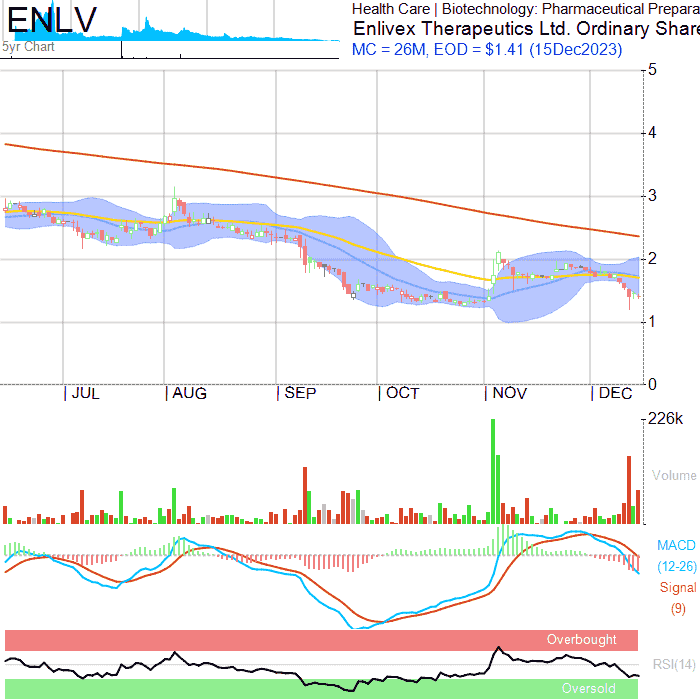 ENLV
5yr Chart
Health Care | Biotechnology: Pharmaceutical Prepara
Enlivex Therapeutics Ltd. Ordinary Share
MC = 26M, EOD = $1.41 (15Dec2023)
5
4
3
2
1
0
JUL AUG SEP OCT NOV DEC
226k
Volume
MACD
(12-26)
Signal
(9)
Overbought
RSI(14)
Oversold